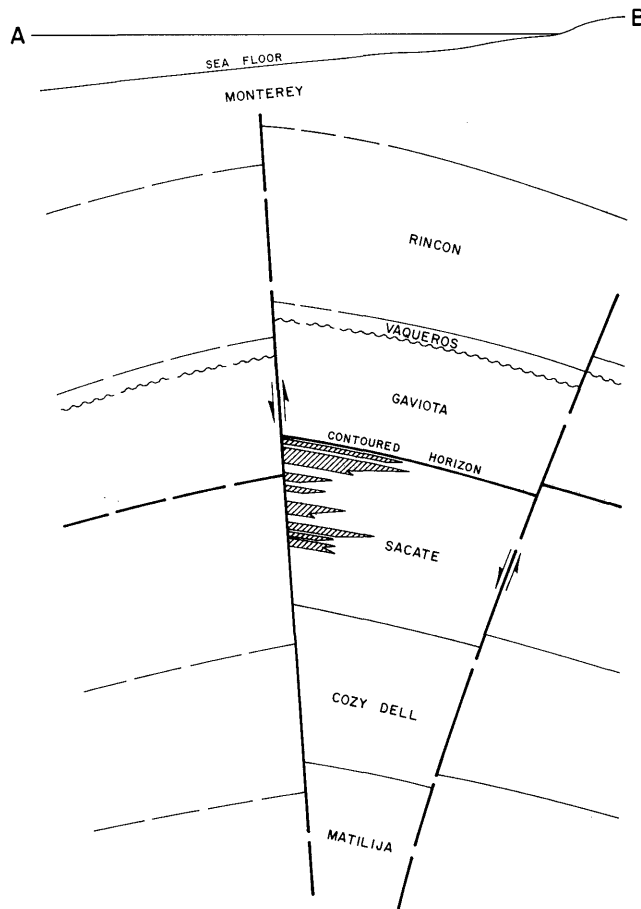 A
B
SEA FLOOR
MONTEREY
RINCON
VAQUEROS
GAVIOTA
CONTOURED HORIZON
SACATE
COZY DELL
MATILIJA